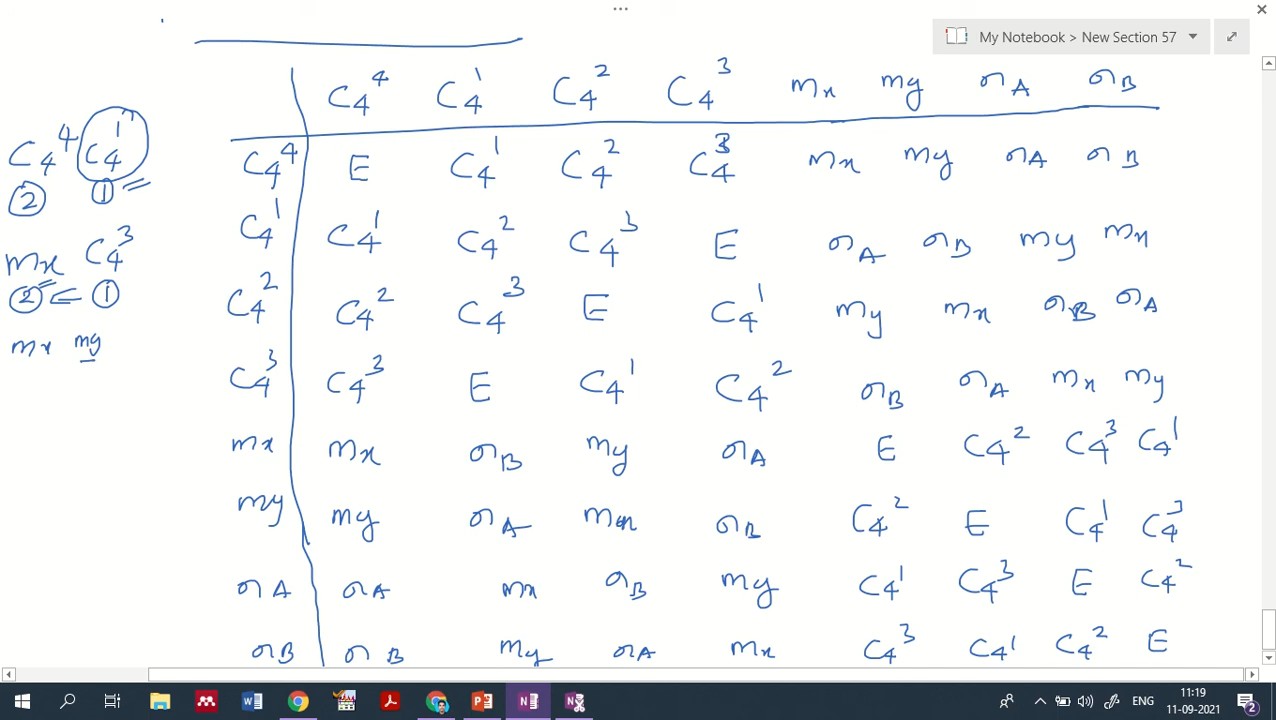 My Notebook > New Section 57
C₄⁴ C₄¹ C₄² C₄³ mx my σA σB
C₄⁴ E C₄¹ C₄² C₄³ mx my σA σB
C₄¹ C₄¹ C₄² C₄³ E σA σB my mx
C₄² C₄² C₄³ E C₄¹ my mx σB σA
C₄³ C₄³ E C₄¹ C₄² σB σA mx my
mx mx σB my σA E C₄² C₄³ C₄¹
my my σA mx σB C₄² E C₄¹ C₄³
σA σA mx σB my C₄¹ C₄³ E C₄²
σB σB my σA mx C₄³ C₄¹ C₄² E
C₄⁴ C₄¹
2 1
mx C₄³
2 ← 1
mx my
ENG
11:19
11-09-2021
2